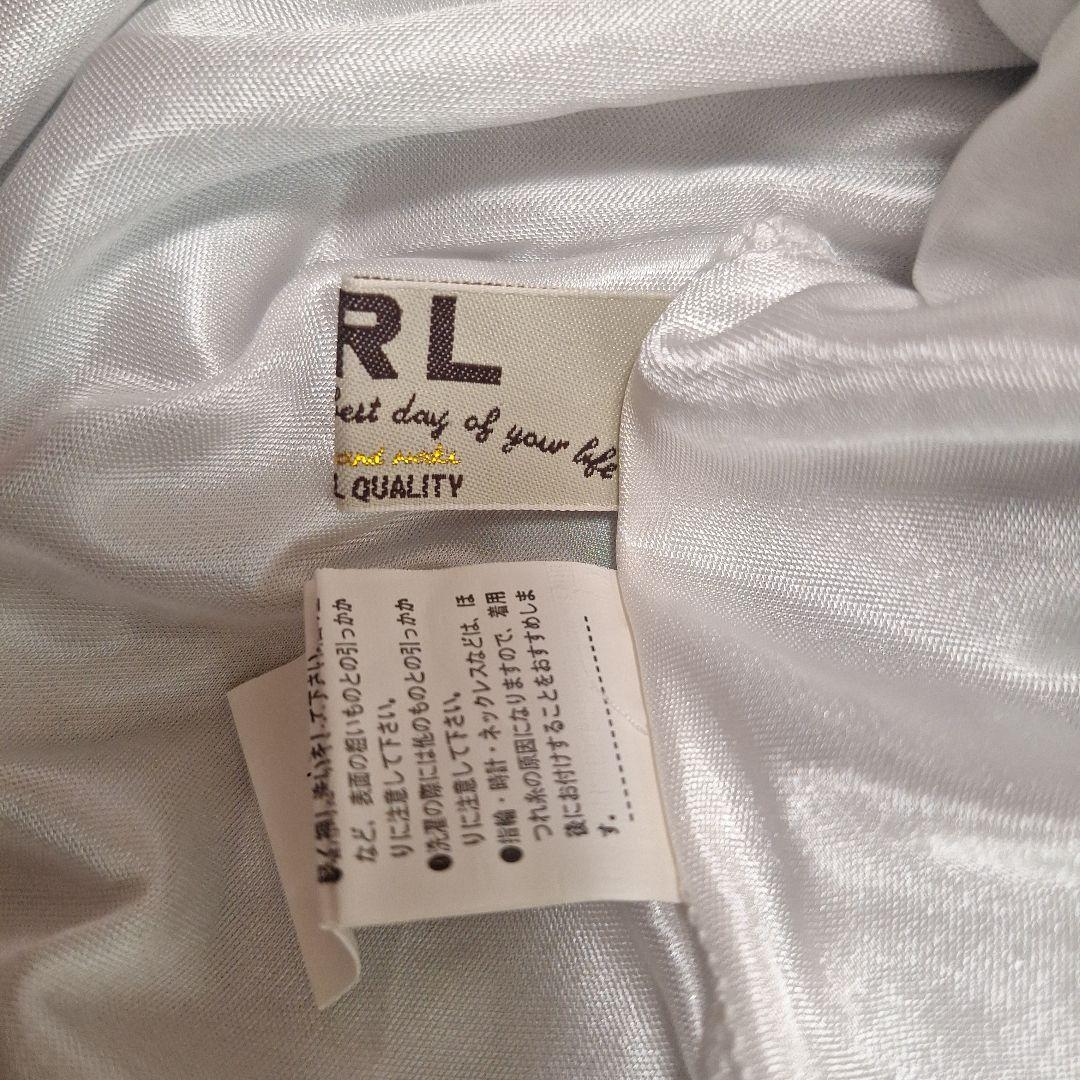 RL
best day of your life
L QUALITY
など、表面の粗いものとの引っかか
りに注意して下さい。
●洗濯の際には他のものとの引っかか
りに注意して下さい。
●指輪・時計・ネックレスなどは、ほ
つれ糸の原因になりますので、着用
後にお付けすることをおすすめしま
す。